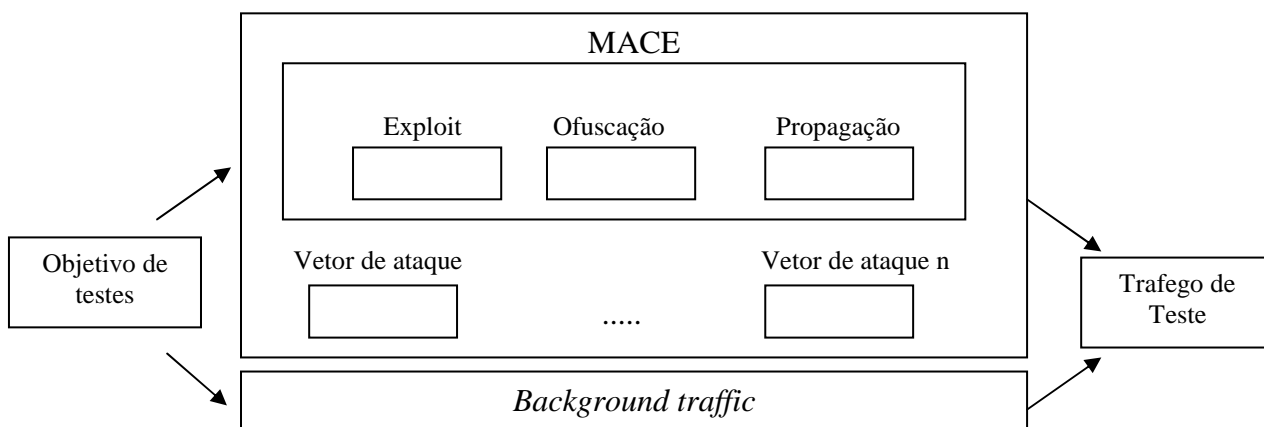 MACE
Exploit
Ofuscação
Propagação
Objetivo de
testes
Vetor de ataque
Vetor de ataque n
.....
Trafego de
Teste
Background traffic